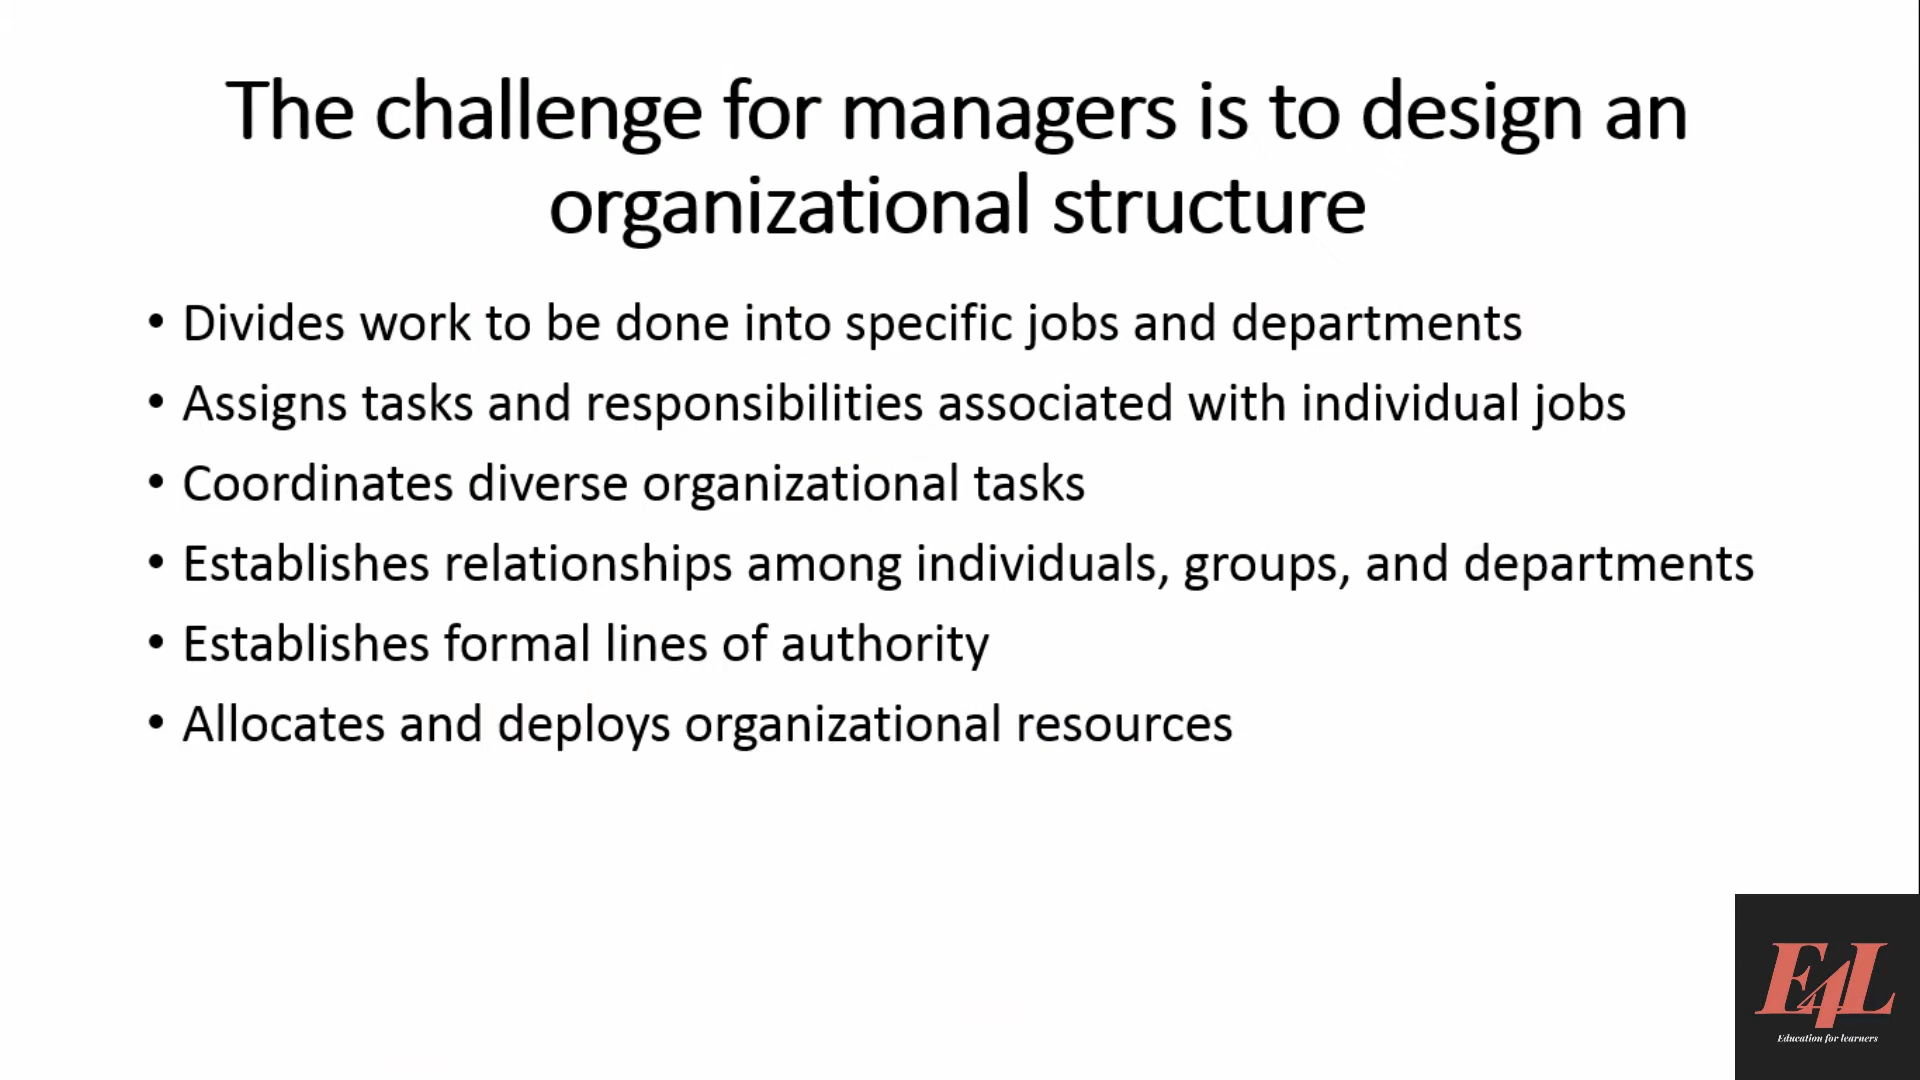 The challenge for managers is to design an
organizational structure
• Divides work to be done into specific jobs and departments
• Assigns tasks and responsibilities associated with individual jobs
• Coordinates diverse organizational tasks
• Establishes relationships among individuals, groups, and departments
• Establishes formal lines of authority
• Allocates and deploys organizational resources
E4L
Education for learners